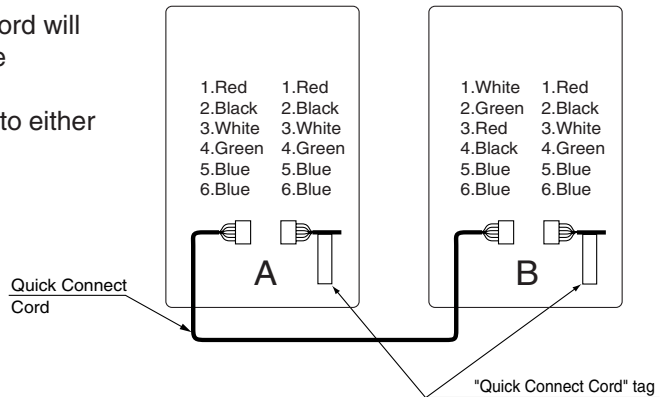 ord will
e
to either
1.Red 1.Red
2.Black 2.Black
3.White 3.White
4.Green 4.Green
5.Blue 5.Blue
6.Blue 6.Blue
A
1.White 1.Red
2.Green 2.Black
3.Red 3.White
4.Black 4.Green
5.Blue 5.Blue
6.Blue 6.Blue
B
Quick Connect
Cord
"Quick Connect Cord" tag